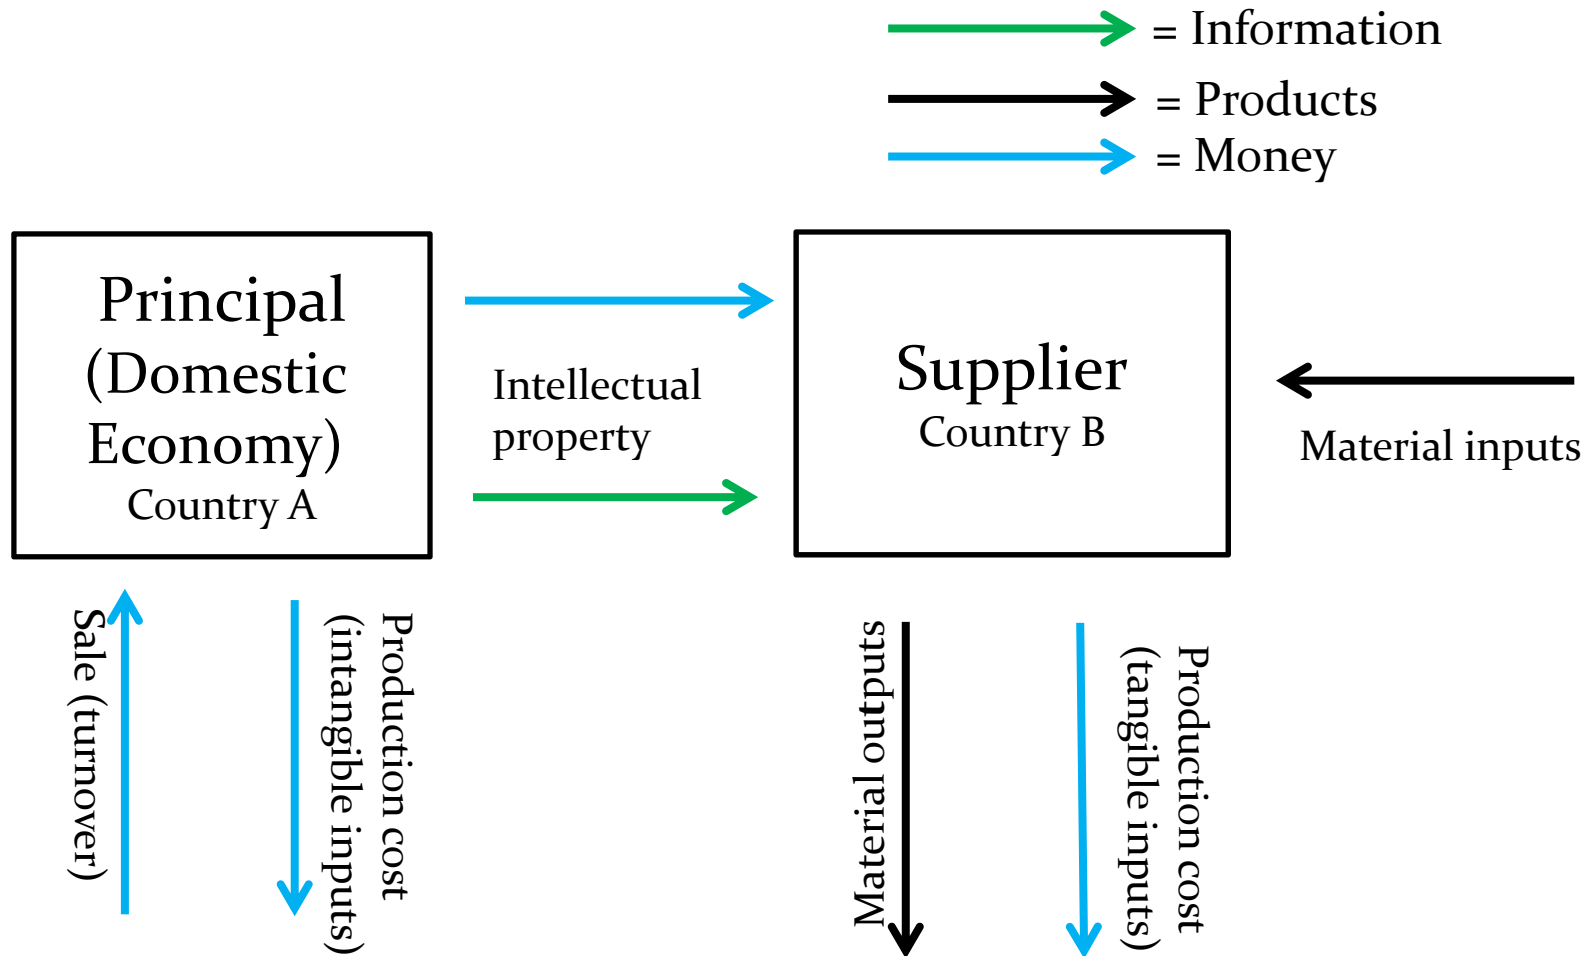 = Information
= Products
= Money
Principal
(Domestic
Economy)
Country A
Intellectual
property
Supplier
Country B
Material inputs
Sale (turnover)
Production cost
(intangible inputs)
Material outputs
Production cost
(tangible inputs)